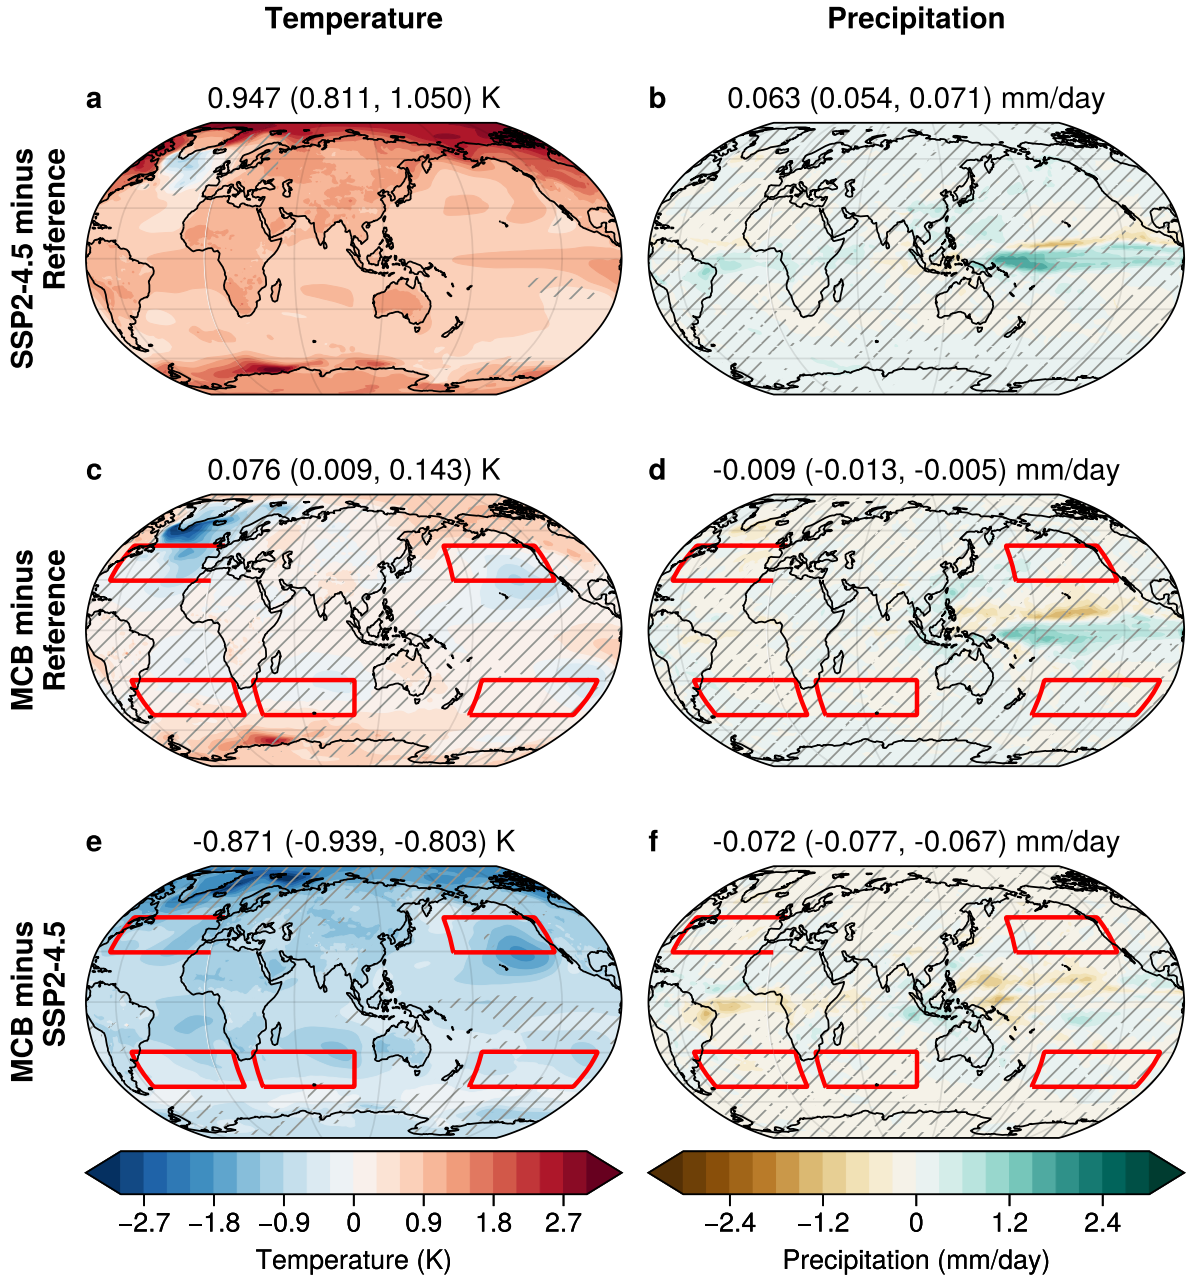 Temperature
Precipitation
a
0.947 (0.811, 1.050) K
b
0.063 (0.054, 0.071) mm/day
SSP2-4.5 minus
Reference
c
0.076 (0.009, 0.143) K
d
-0.009 (-0.013, -0.005) mm/day
MCB minus
Reference
e
-0.871 (-0.939, -0.803) K
f
-0.072 (-0.077, -0.067) mm/day
MCB minus
SSP2-4.5
−2.7 −1.8 −0.9 0 0.9 1.8 2.7
Temperature (K)
−2.4 −1.2 0 1.2 2.4
Precipitation (mm/day)